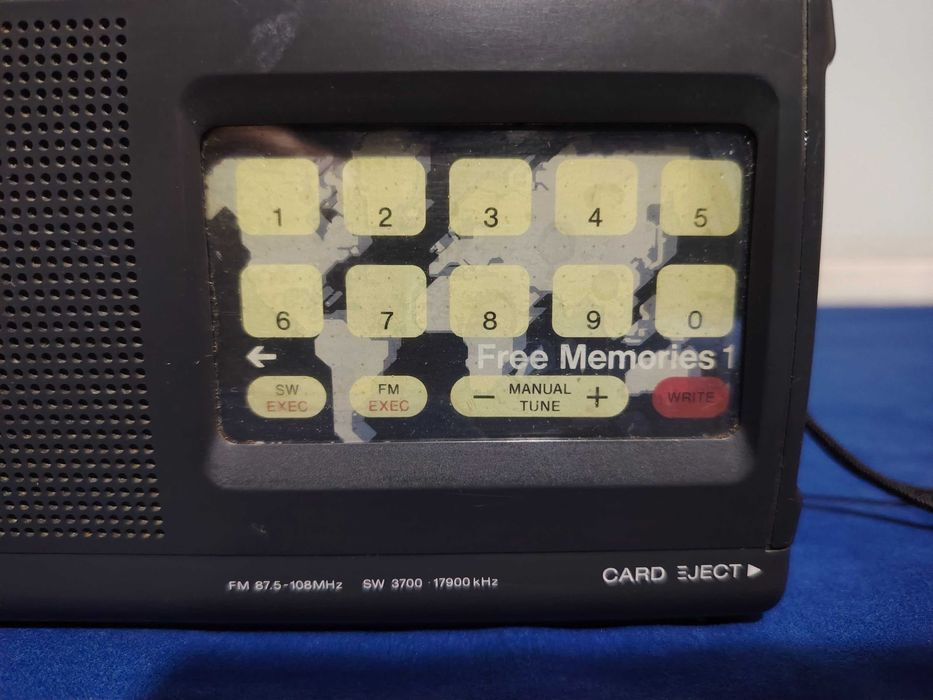 1 2 3 4 5
6 7 8 9 0
← Free Memories 1
SW FM MANUAL
EXEC EXEC − TUNE + WRITE
FM 87.5-108MHz SW 3700 · 17900 kHz
CARD EJECT ▶